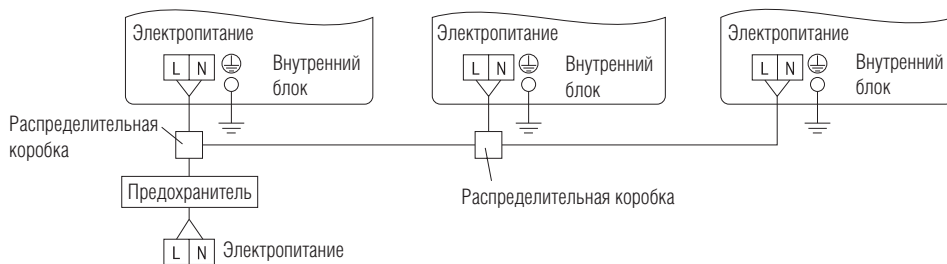 Электропитание
L N
Внутренний
блок
Электропитание
L N
Внутренний
блок
Электропитание
L N
Внутренний
блок
Распределительная
коробка
Предохранитель
Распределительная коробка
L N
Электропитание